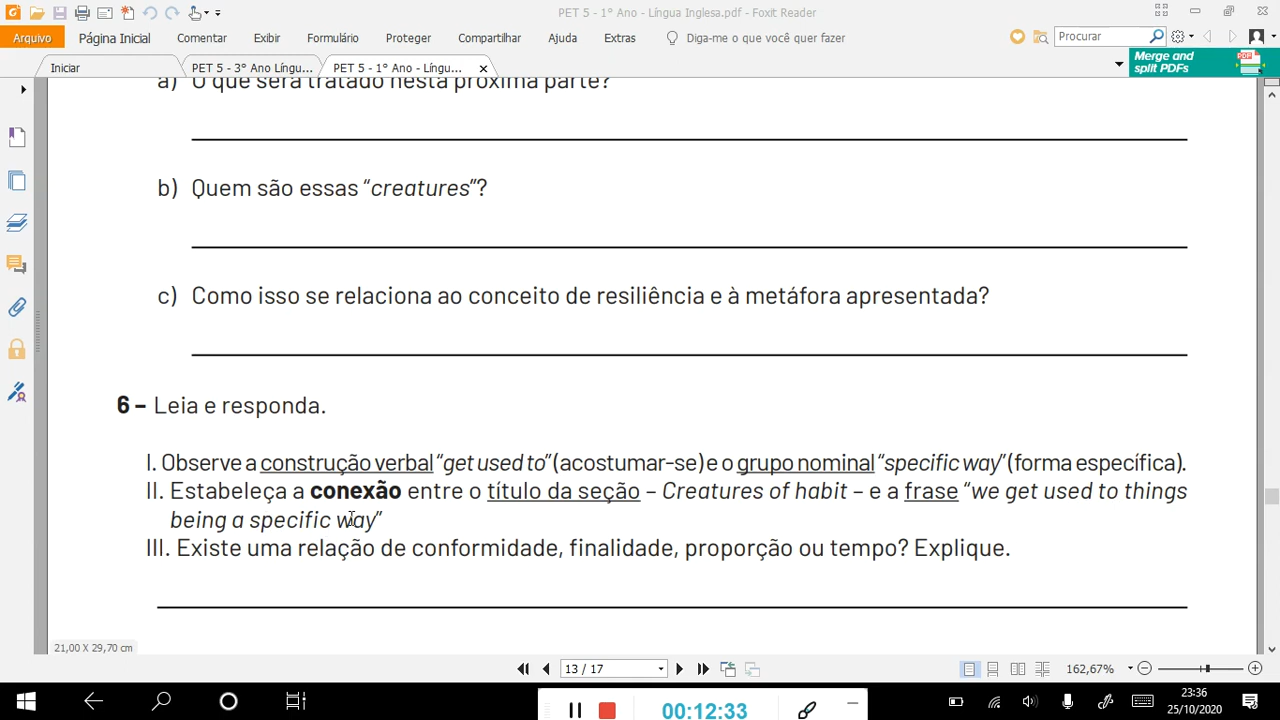 PET 5 - 1° Ano - Língua Inglesa.pdf - Foxit Reader
Arquivo Página Inicial Comentar Exibir Formulário Proteger Compartilhar Ajuda Extras Diga-me o que você quer fazer Procurar
Iniciar PET 5 - 3° Ano Língu... PET 5 - 1° Ano - Língu... Merge and
split PDFs
a) O que será tratado nesta próxima parte?
b) Quem são essas “creatures”?
c) Como isso se relaciona ao conceito de resiliência e à metáfora apresentada?
6 – Leia e responda.
I. Observe a construção verbal “get used to” (acostumar-se) e o grupo nominal “specific way” (forma específica).
II. Estabeleça a conexão entre o título da seção – Creatures of habit – e a frase “we get used to things
being a specific way”
III. Existe uma relação de conformidade, finalidade, proporção ou tempo? Explique.
21,00 X 29,70 cm
13 / 17 162,67%
00:12:33
23:36
25/10/2020